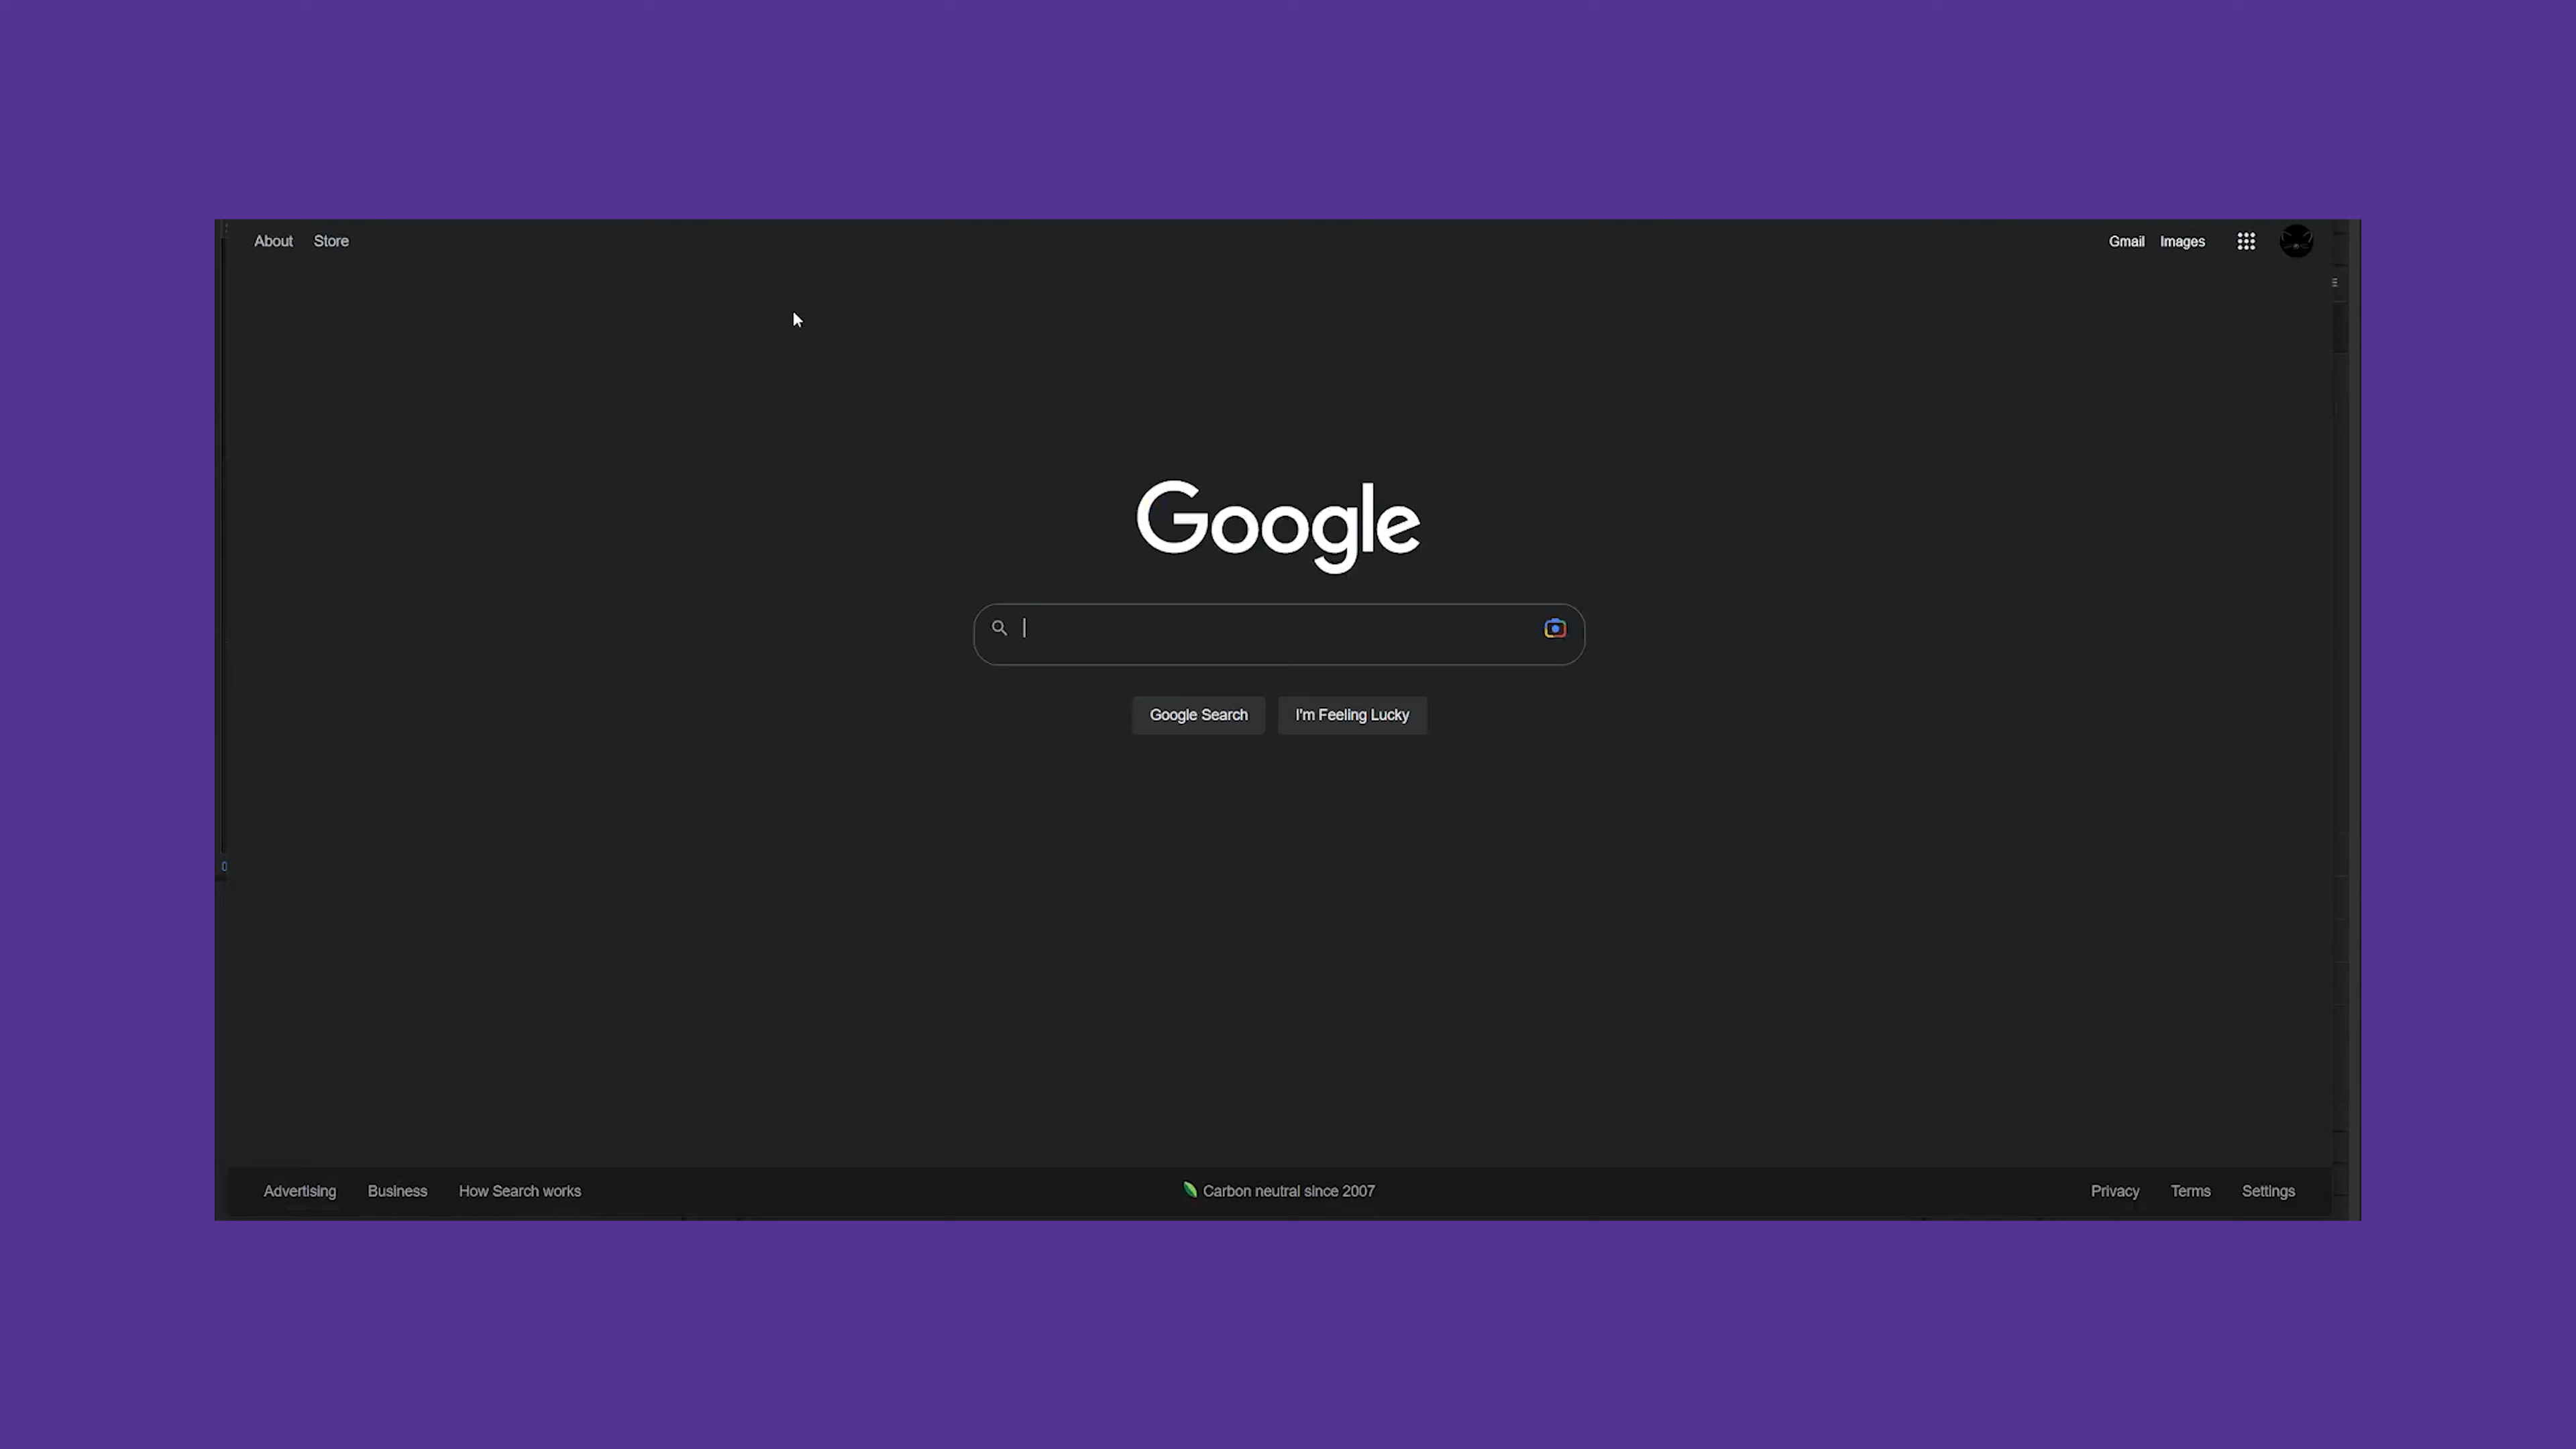 About Store
Gmail Images
Google
Google Search I'm Feeling Lucky
Advertising Business How Search works
Carbon neutral since 2007
Privacy Terms Settings